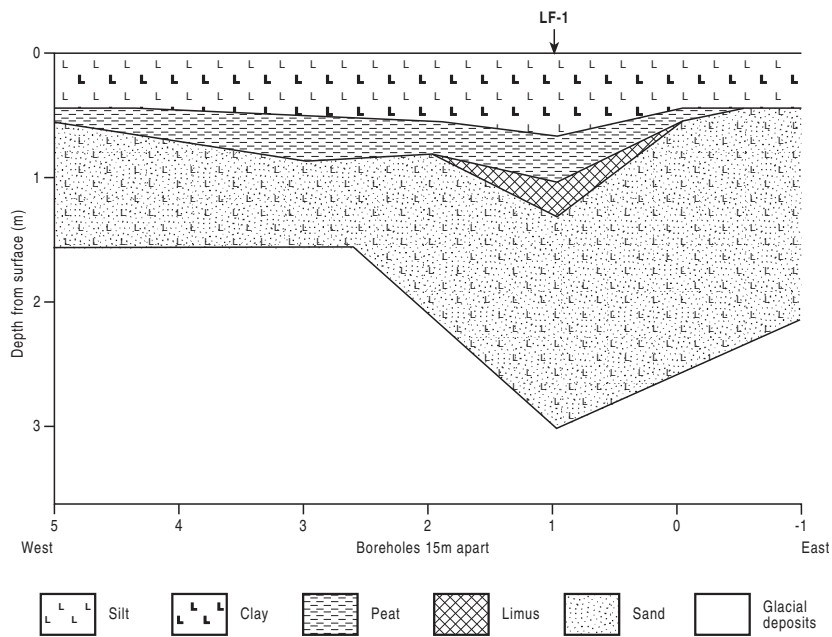 LF-1
0
1
2
3
Depth from surface (m)
5 4 3 2 1 0 -1
West Boreholes 15m apart East
Silt Clay Peat Limus Sand Glacial
deposits